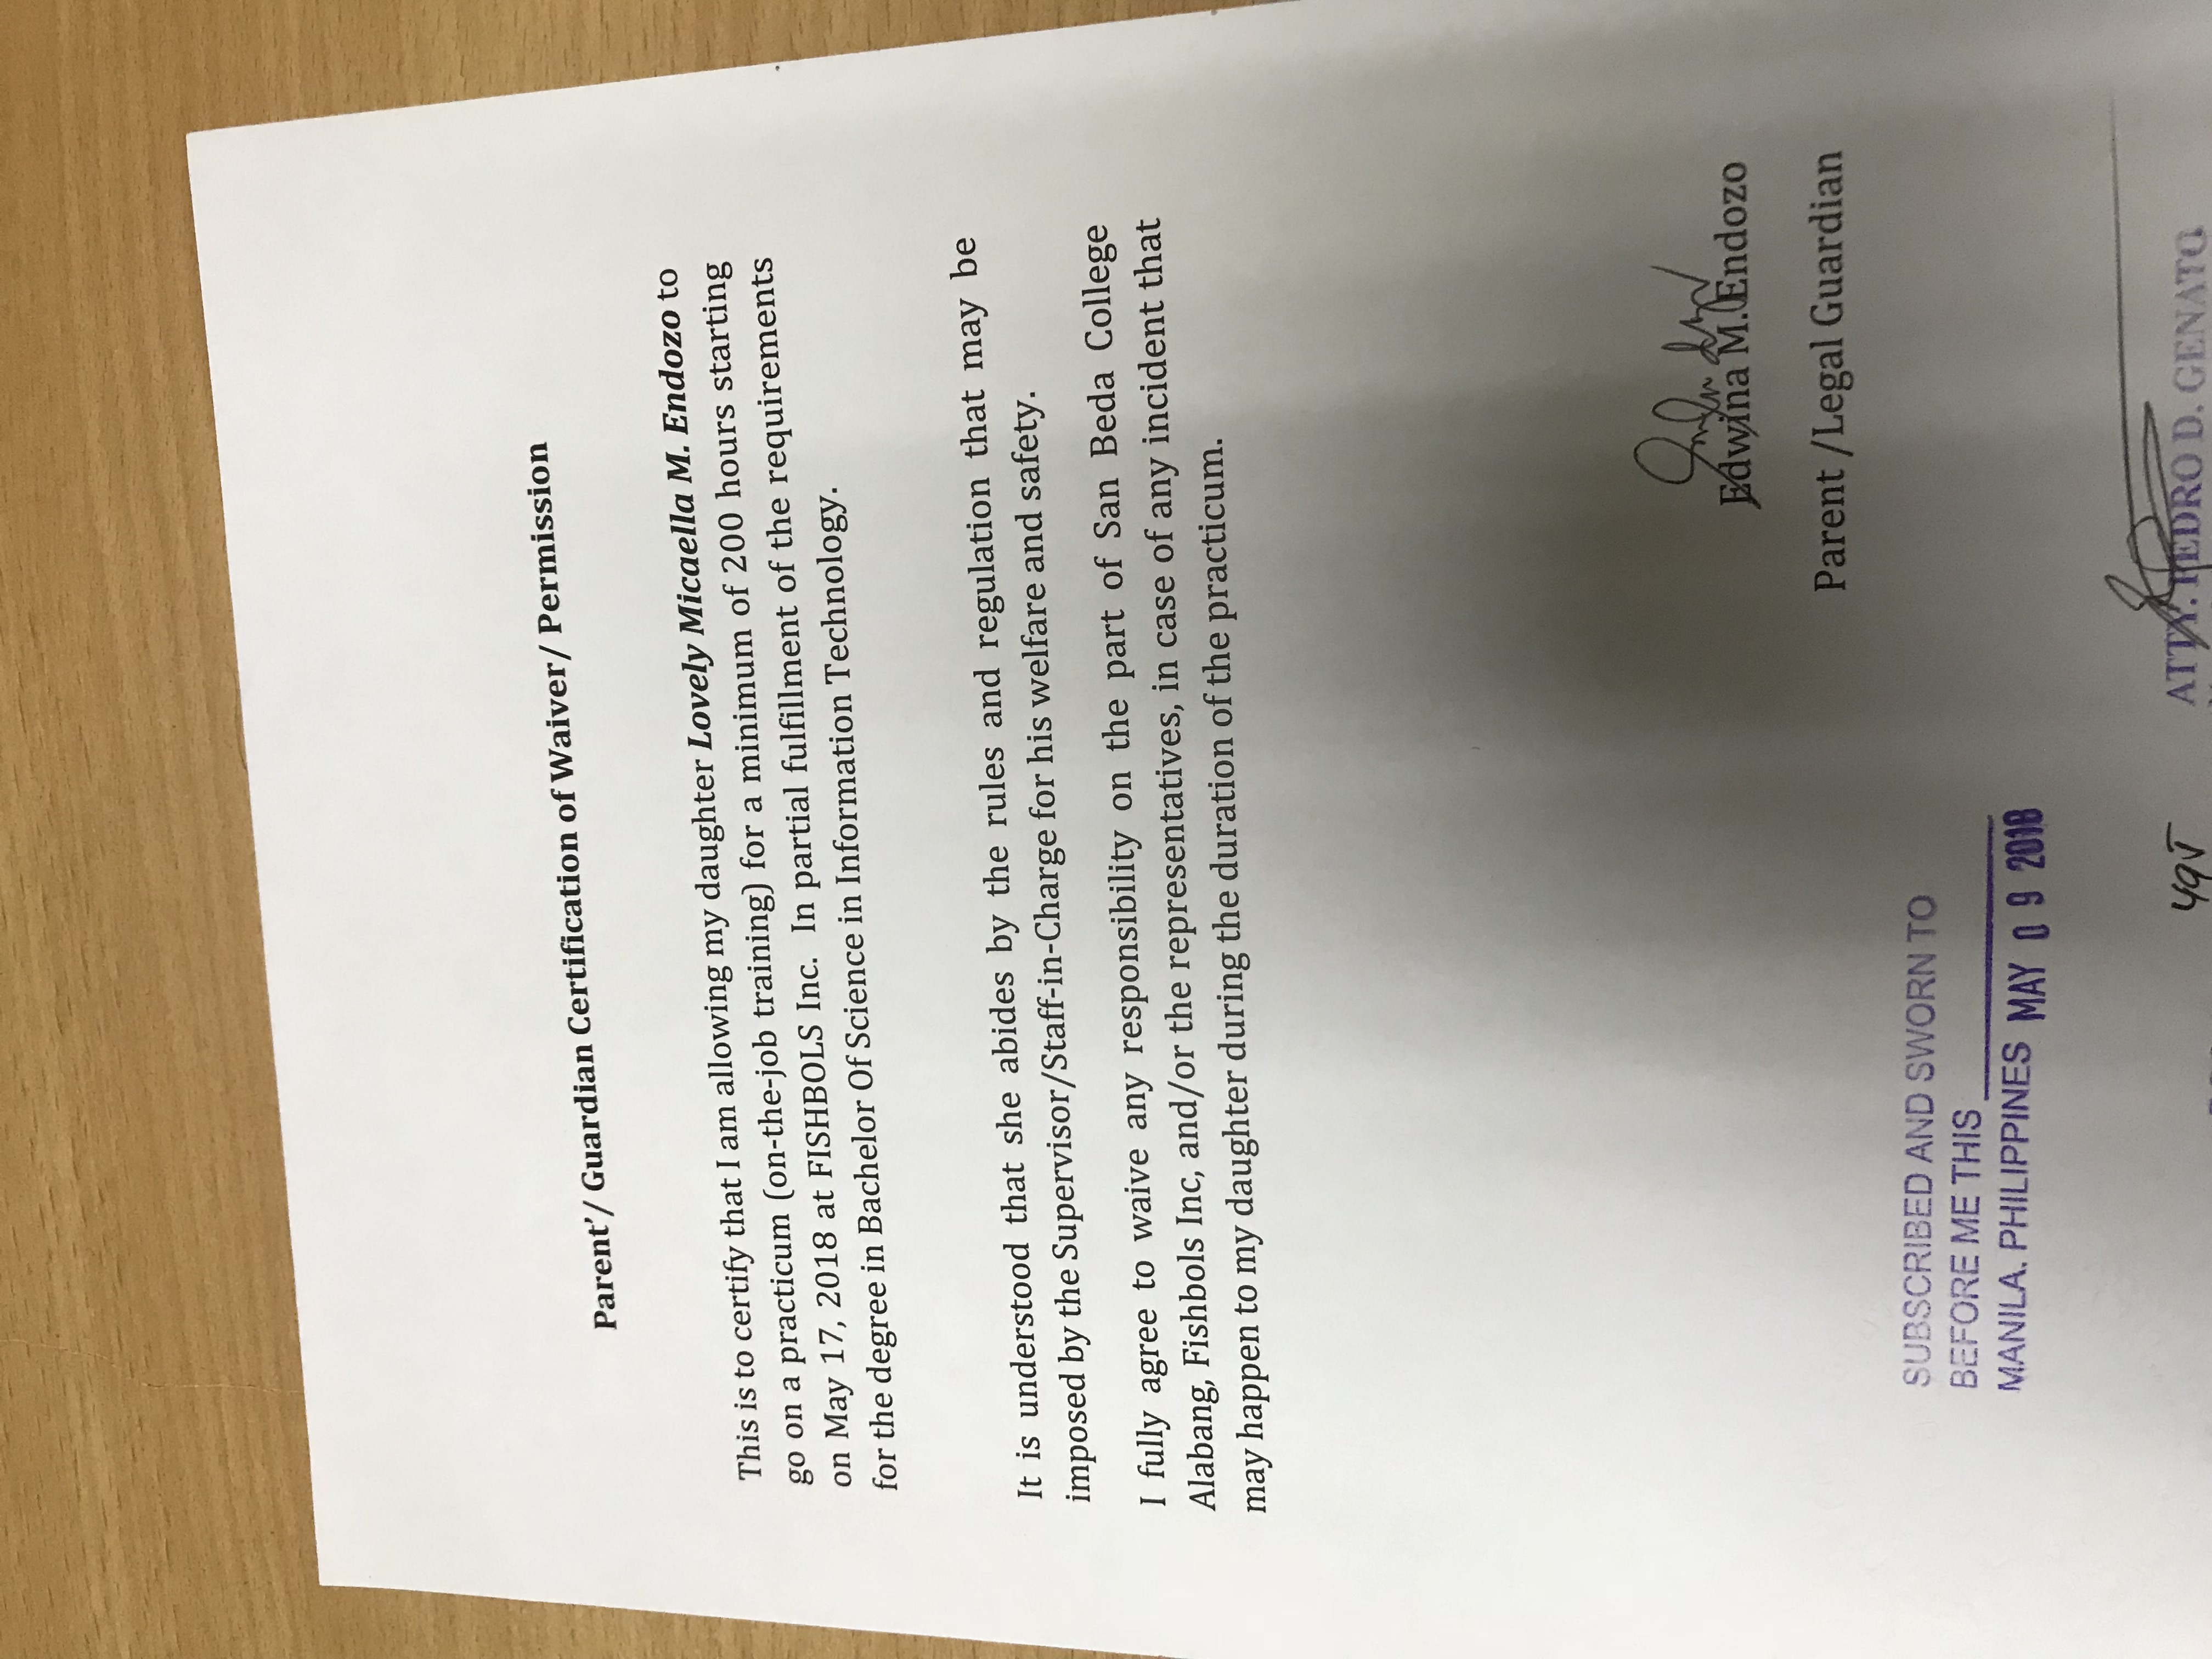 Parent'/ Guardian Certification of Waiver/ Permission
This is to certify that I am allowing my daughter Lovely Micaella M. Endozo to
go on a practicum (on-the-job training) for a minimum of 200 hours starting
on May 17, 2018 at FISHBOLS Inc. In partial fulfillment of the requirements
for the degree in Bachelor Of Science in Information Technology.
It is understood that she abides by the rules and regulation that may be
imposed by the Supervisor/Staff-in-Charge for his welfare and safety.
I fully agree to waive any responsibility on the part of San Beda College
Alabang, Fishbols Inc, and/or the representatives, in case of any incident that
may happen to my daughter during the duration of the practicum.
Edwina M. Endozo
Parent /Legal Guardian
SUBSCRIBED AND SWORN TO
BEFORE ME THIS
MANILA. PHILIPPINES MAY 09 2018
ATTY. PEDRO D. GENATO